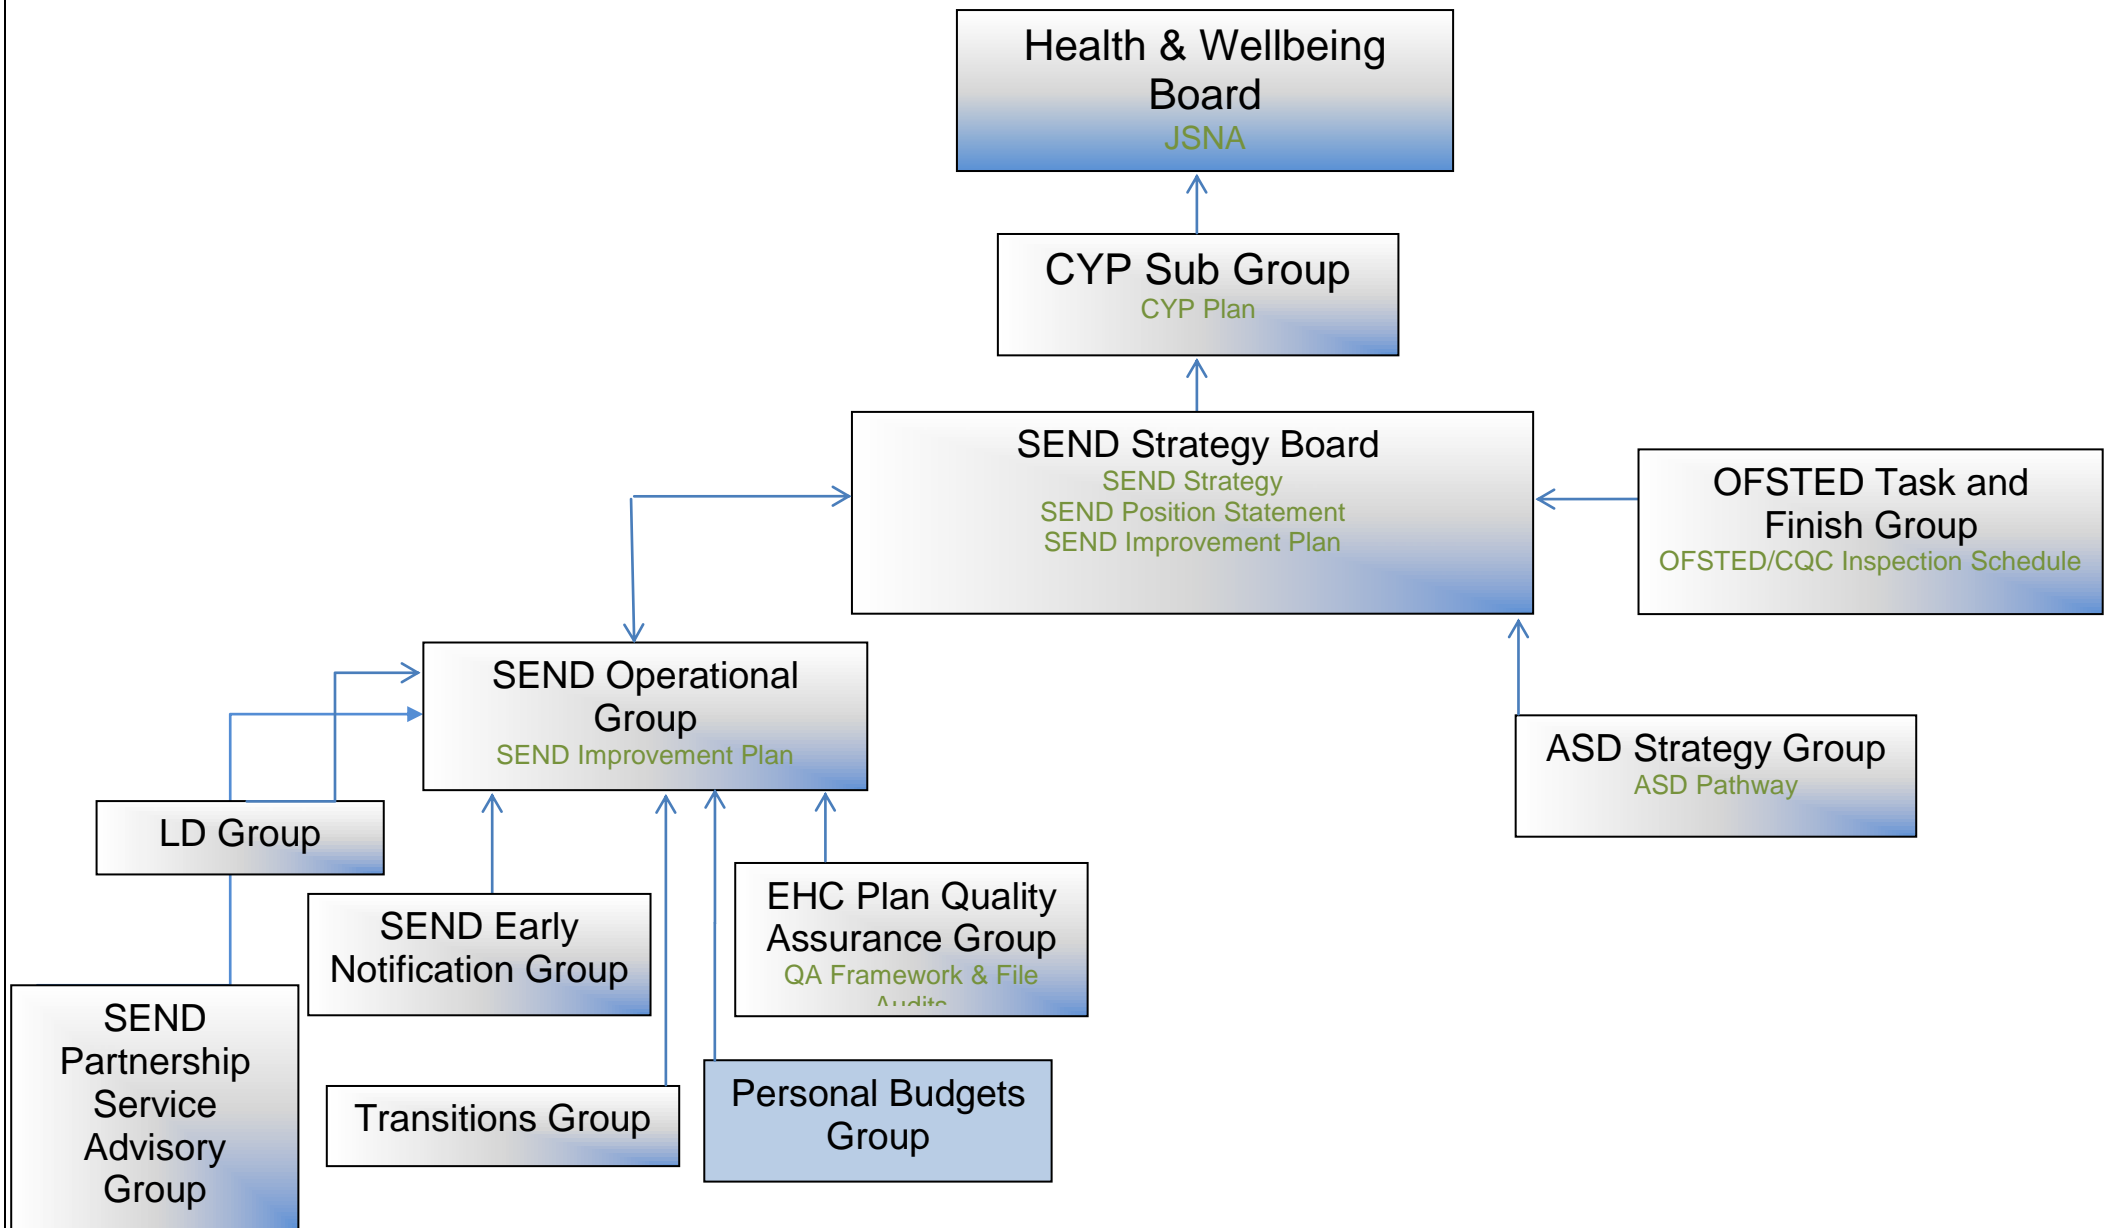 Health & Wellbeing
Board
JSNA
CYP Sub Group
CYP Plan
SEND Strategy Board
SEND Strategy
SEND Position Statement
SEND Improvement Plan
OFSTED Task and
Finish Group
OFSTED/CQC Inspection Schedule
SEND Operational
Group
SEND Improvement Plan
ASD Strategy Group
ASD Pathway
LD Group
SEND Early
Notification Group
EHC Plan Quality
Assurance Group
QA Framework & File
Audits
SEND
Partnership
Service
Advisory
Group
Transitions Group
Personal Budgets
Group